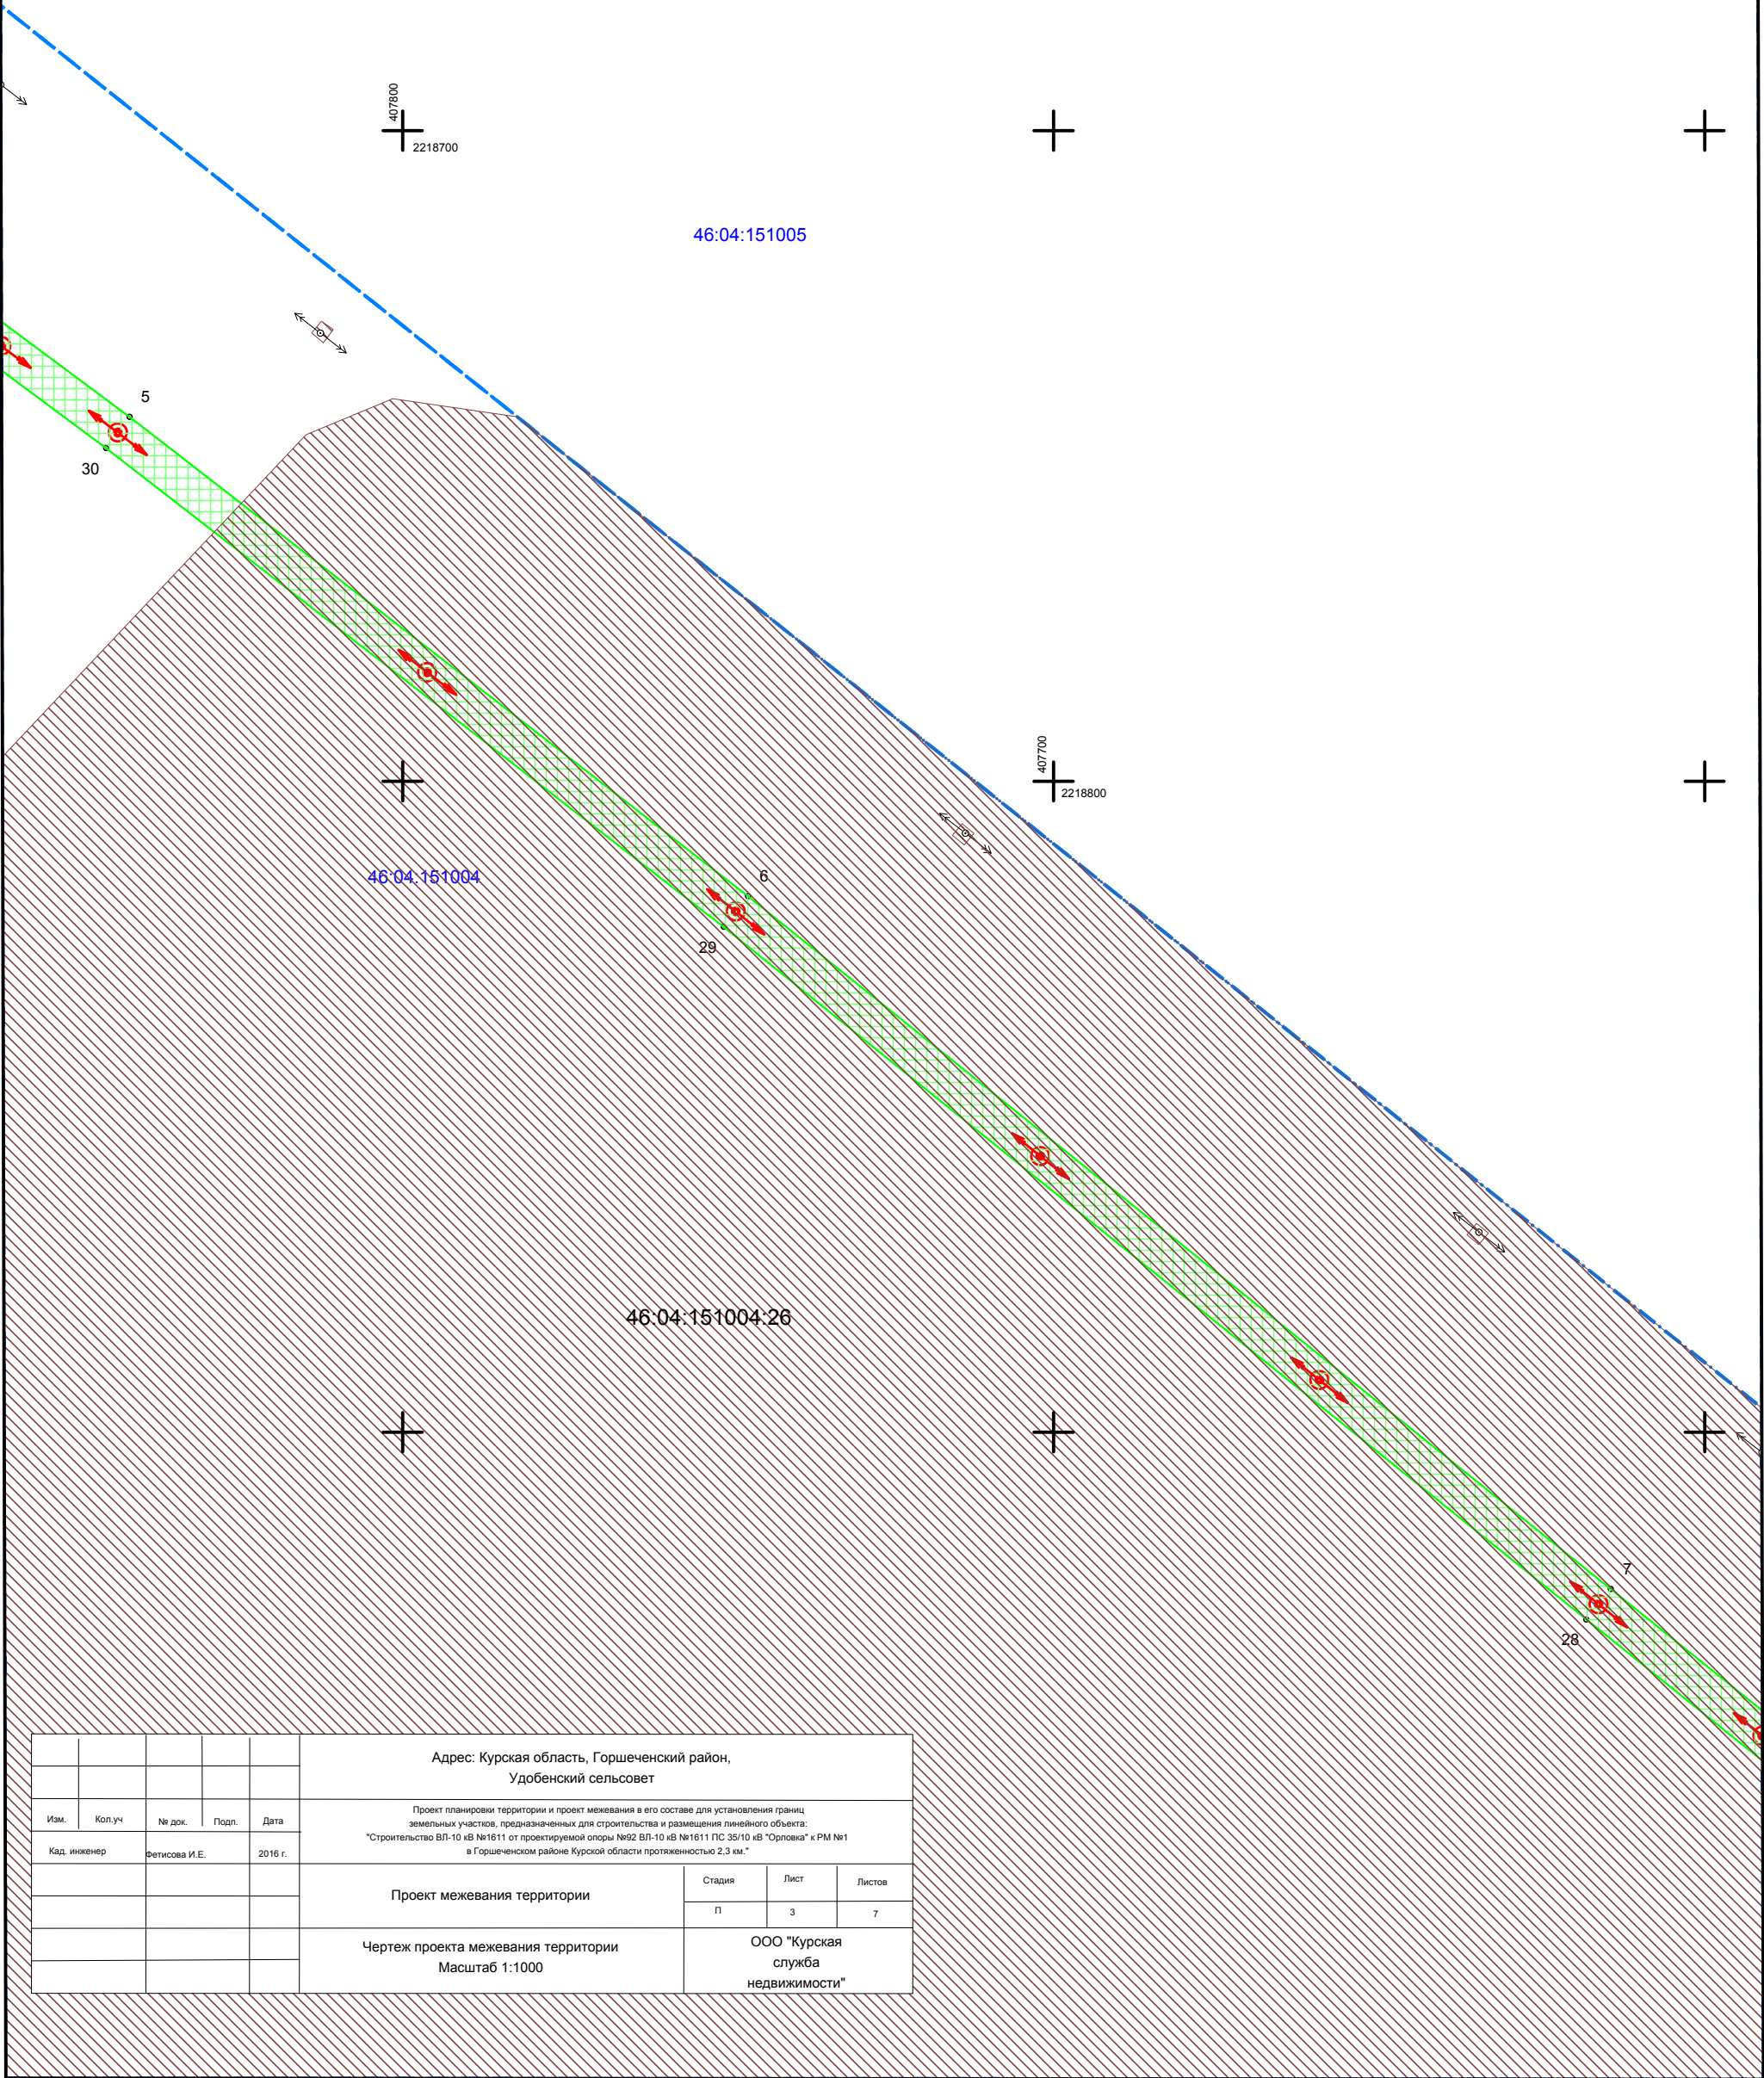 407800
2218700
46:04:151005
5
30
407700
2218800
46:04:151004
6
29
46:04:151004:26
7
28
Адрес: Курская область, Горшеченский район,
Удобенский сельсовет
Изм. Кол.уч № док. Подп. Дата
Проект планировки территории и проект межевания в его составе для установления границ
земельных участков, предназначенных для строительства и размещения линейного объекта:
"Строительство ВЛ-10 кВ №1611 от проектируемой опоры №92 ВЛ-10 кВ №1611 ПС 35/10 кВ "Орловка" к РМ №1
в Горшеченском районе Курской области протяженностью 2,3 км."
Кад. инженер Фетисова И.Е. 2016 г.
Проект межевания территории
Стадия Лист Листов
П 3 7
Чертеж проекта межевания территории
Масштаб 1:1000
ООО "Курская
служба
недвижимости"